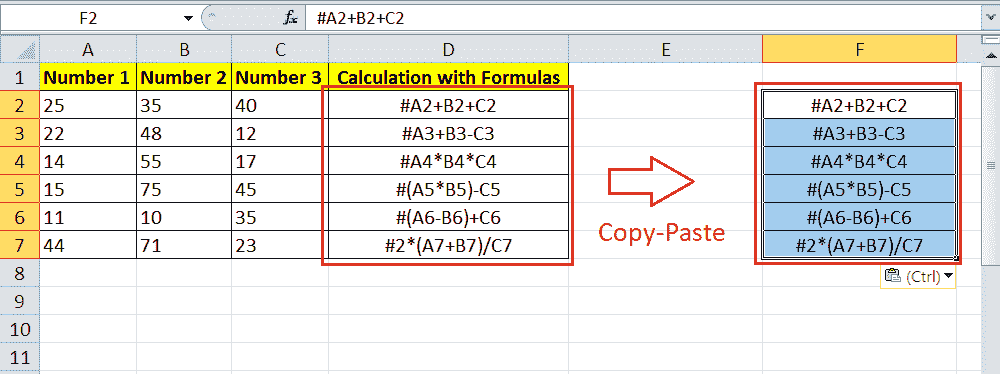 F2 fx #A2+B2+C2
A B C D E F
1 Number 1 Number 2 Number 3 Calculation with Formulas
2 25 35 40 #A2+B2+C2 #A2+B2+C2
3 22 48 12 #A3+B3-C3 #A3+B3-C3
4 14 55 17 #A4*B4*C4 #A4*B4*C4
5 15 75 45 #(A5*B5)-C5 #(A5*B5)-C5
6 11 10 35 #(A6-B6)+C6 #(A6-B6)+C6
Copy-Paste
7 44 71 23 #2*(A7+B7)/C7 #2*(A7+B7)/C7
8 (Ctrl)
9
10
11